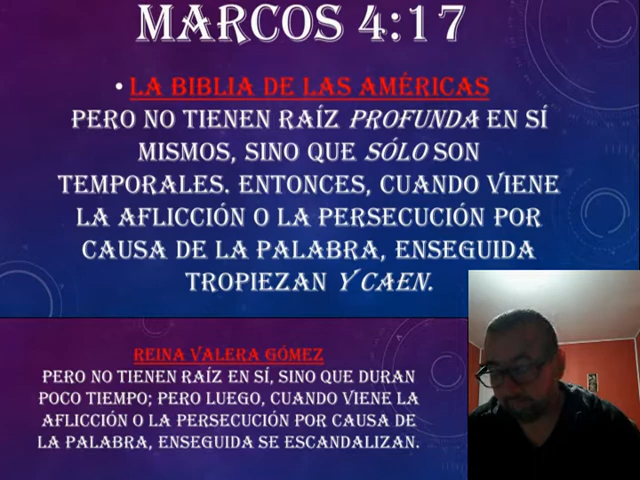 MARCOS 4:17
• LA BIBLIA DE LAS AMÉRICAS
PERO NO TIENEN RAÍZ PROFUNDA EN SÍ
MISMOS, SINO QUE SÓLO SON
TEMPORALES. ENTONCES, CUANDO VIENE
LA AFLICCIÓN O LA PERSECUCIÓN POR
CAUSA DE LA PALABRA, ENSEGUIDA
TROPIEZAN Y CAEN.
REINA VALERA GÓMEZ
PERO NO TIENEN RAÍZ EN SÍ, SINO QUE DURAN
POCO TIEMPO; PERO LUEGO, CUANDO VIENE LA
AFLICCIÓN O LA PERSECUCIÓN POR CAUSA DE
LA PALABRA, ENSEGUIDA SE ESCANDALIZAN.